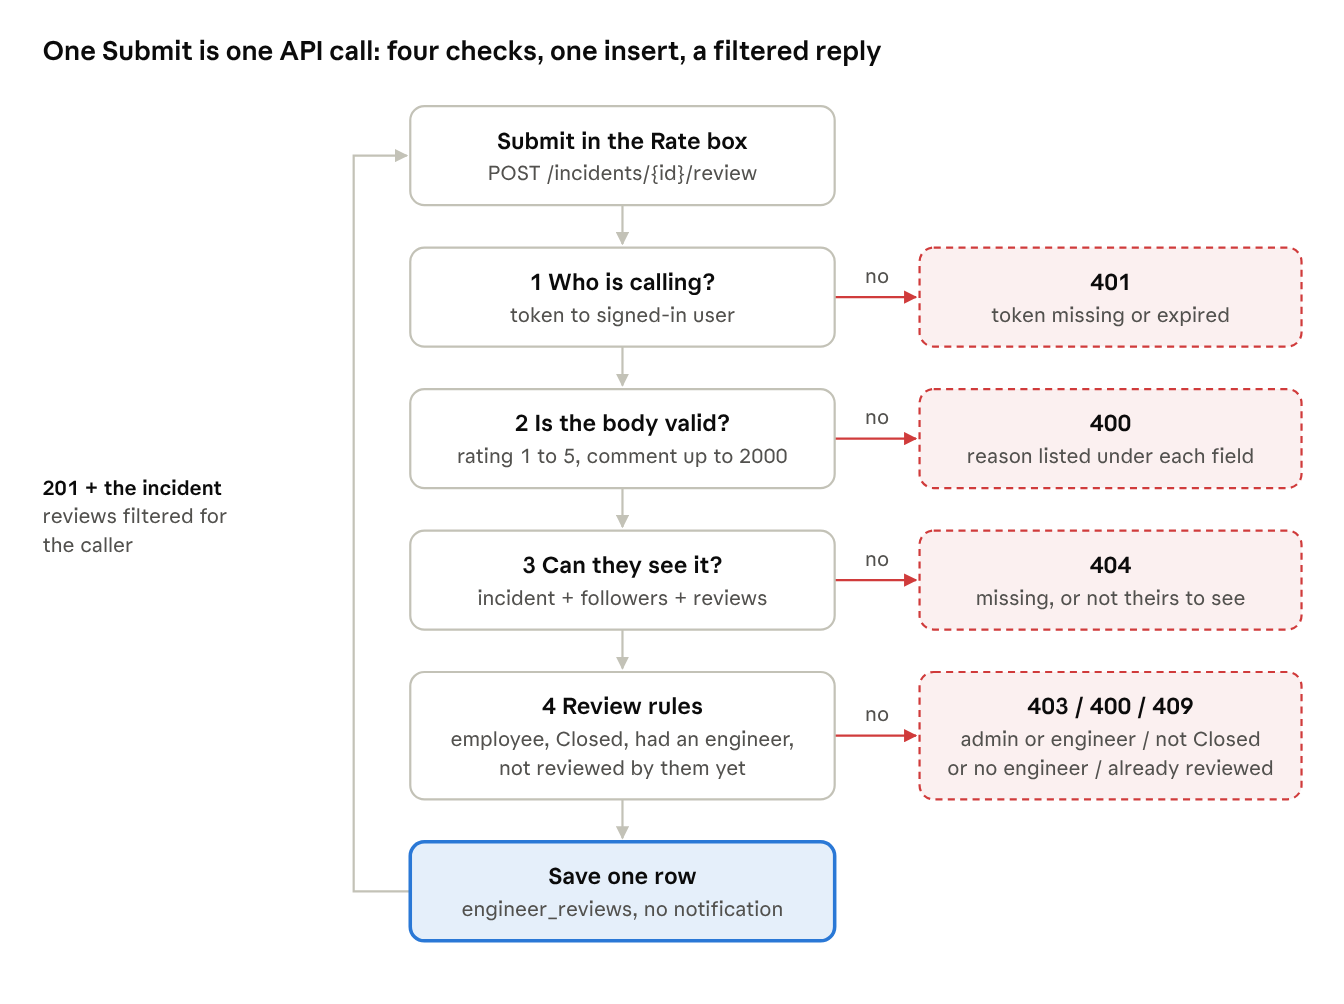 One Submit is one API call: four checks, one insert, a filtered reply
Submit in the Rate box
POST /incidents/{id}/review
1 Who is calling?
token to signed-in user
no
401
token missing or expired
2 Is the body valid?
rating 1 to 5, comment up to 2000
no
400
reason listed under each field
201 + the incident
reviews filtered for
the caller
3 Can they see it?
incident + followers + reviews
no
404
missing, or not theirs to see
4 Review rules
employee, Closed, had an engineer,
not reviewed by them yet
no
403 / 400 / 409
admin or engineer / not Closed
or no engineer / already reviewed
Save one row
engineer_reviews, no notification